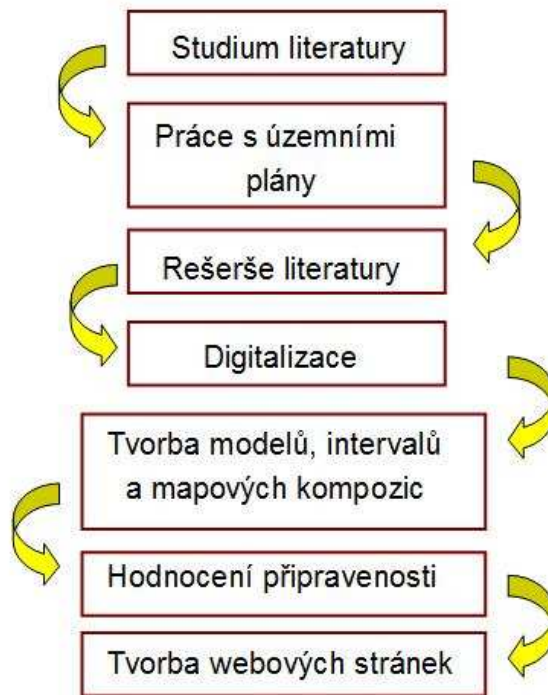 Studium literatury
Práce s územními
plány
Rešerše literatury
Digitalizace
Tvorba modelů, intervalů
a mapových kompozic
Hodnocení připravenosti
Tvorba webových stránek